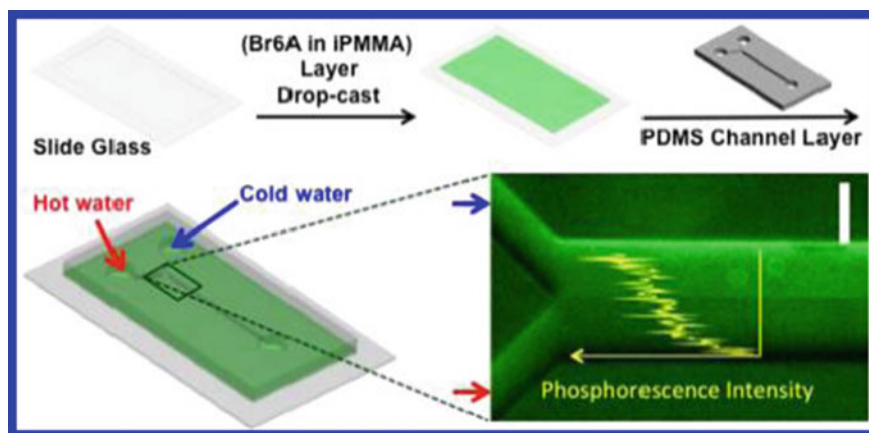 (Br6A in iPMMA)
Layer
Drop-cast
Slide Glass
PDMS Channel Layer
Hot water
Cold water
Phosphorescence Intensity